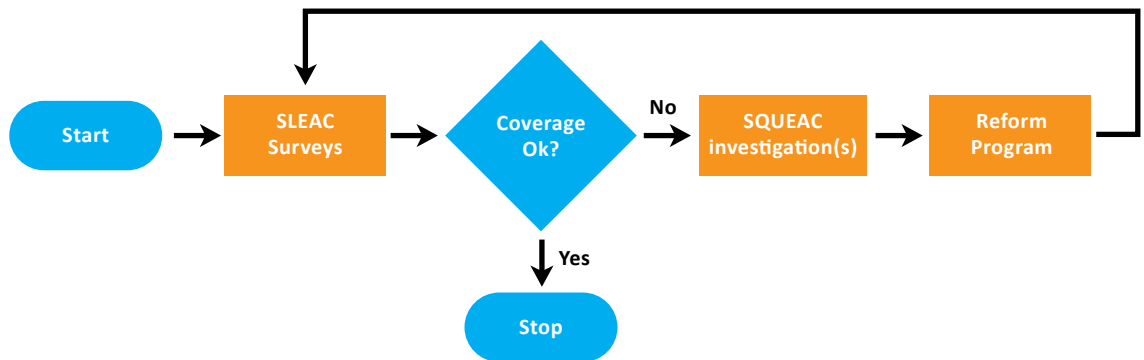 Start
SLEAC
Surveys
Coverage
Ok?
No
SQUEAC
investigation(s)
Reform
Program
Yes
Stop